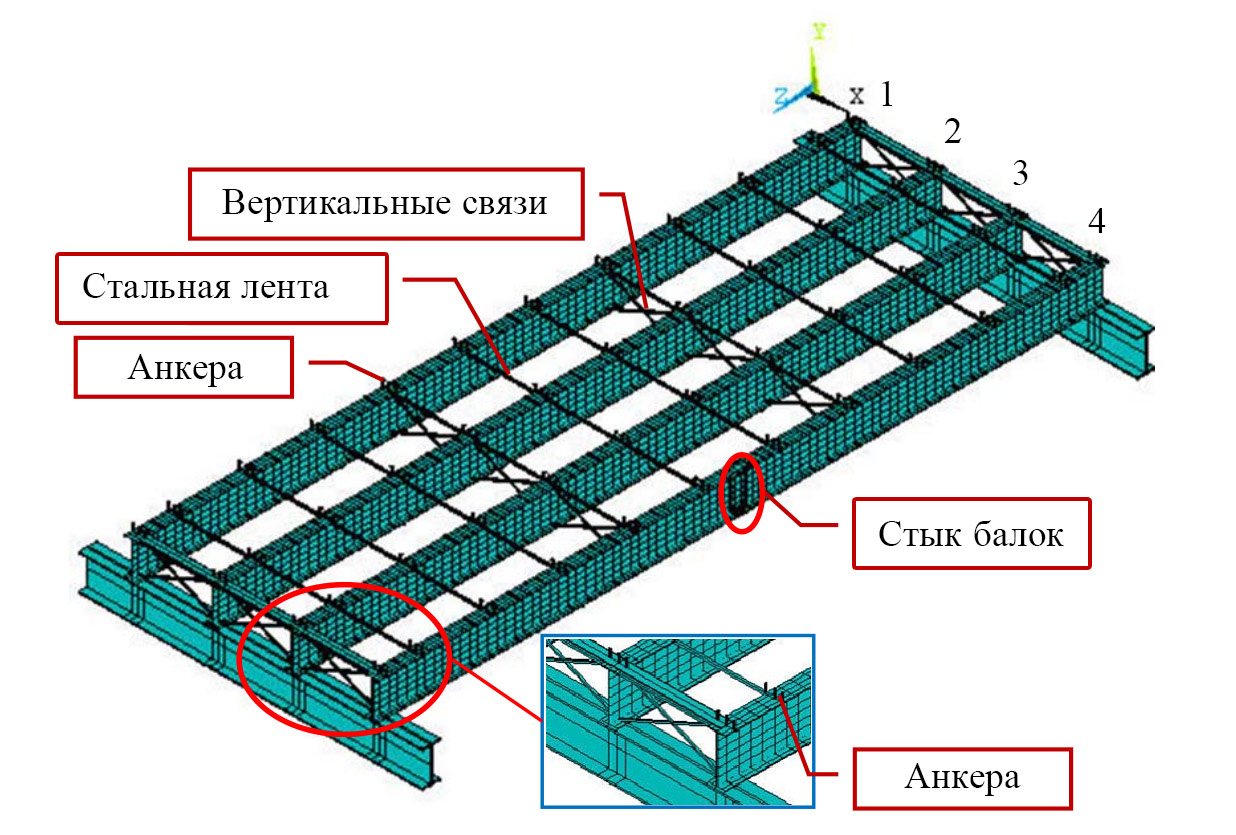 Y
Z
X
1
2
3
4
Вертикальные связи
Стальная лента
Анкера
Стык балок
Анкера